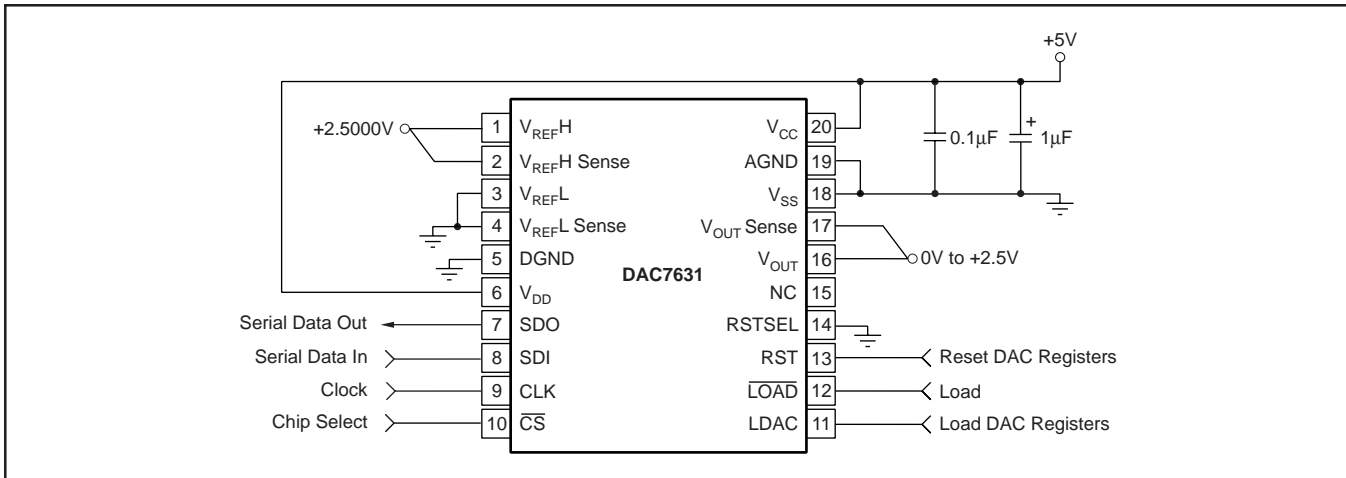 +5V
+2.5000V
0.1μF
+
1μF
1 V_REFH
2 V_REFH Sense
3 V_REFL
4 V_REFL Sense
5 DGND
6 V_DD
7 SDO
8 SDI
9 CLK
10 C̅S̅
DAC7631
V_CC 20
AGND 19
V_SS 18
V_OUT Sense 17
V_OUT 16
NC 15
RSTSEL 14
RST 13
L̅O̅A̅D̅ 12
LDAC 11
Serial Data Out
Serial Data In
Clock
Chip Select
0V to +2.5V
Reset DAC Registers
Load
Load DAC Registers